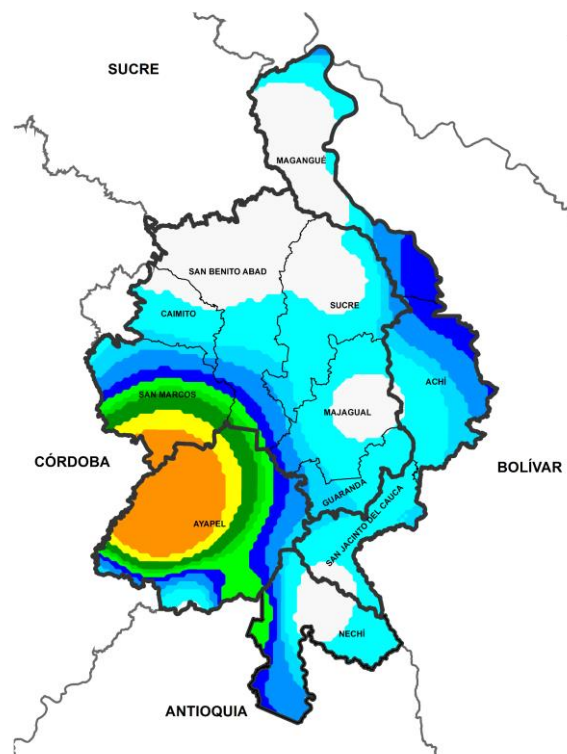 SUCRE
MAGANGUÉ
SAN BENITO ABAD
SUCRE
CAIMITO
ACHÍ
SAN MARCOS
MAJAGUAL
CÓRDOBA
BOLÍVAR
GUARANDA
SAN JACINTO DEL CAUCA
AYAPEL
NECHÍ
ANTIOQUIA